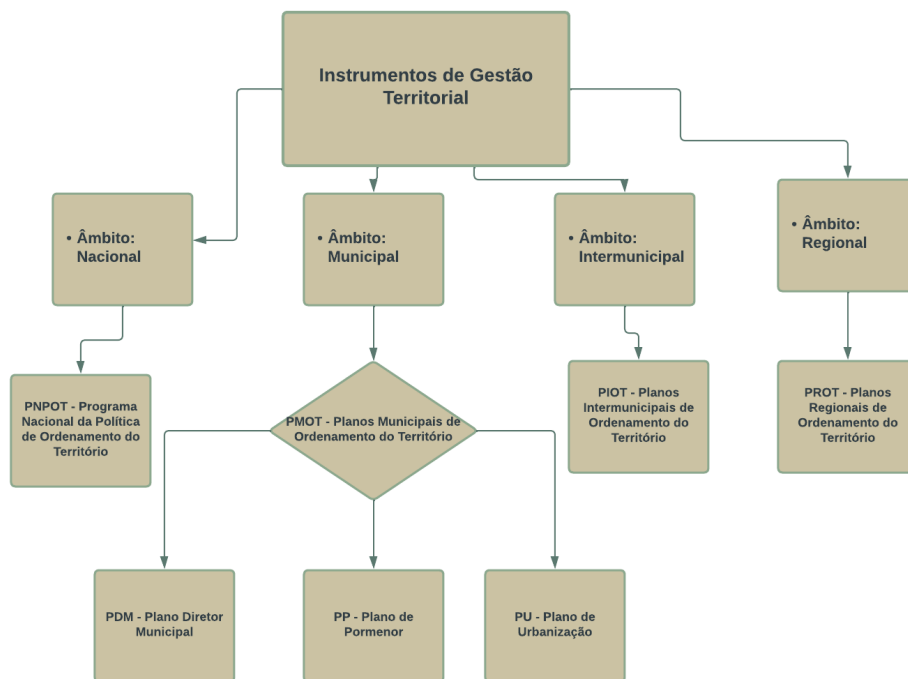 Instrumentos de Gestão
Territorial
• Âmbito:
Nacional
• Âmbito:
Municipal
• Âmbito:
Intermunicipal
• Âmbito:
Regional
PNPOT - Programa
Nacional da Política
de Ordenamento do
Território
PMOT - Planos Municipais de
Ordenamento do Território
PIOT - Planos
Intermunicipais de
Ordenamento do
Território
PROT - Planos
Regionais de
Ordenamento do
Território
PDM - Plano Diretor
Municipal
PP - Plano de
Pormenor
PU - Plano de
Urbanização